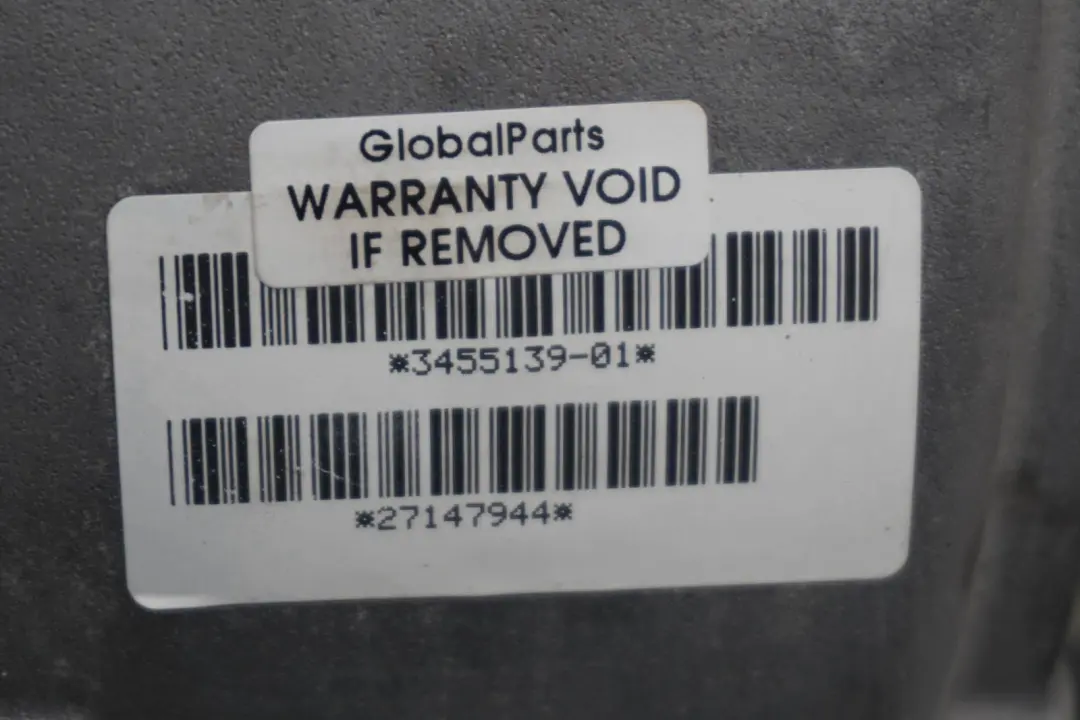 GlobalParts
WARRANTY VOID
IF REMOVED
*3455139-01*
*27147944*